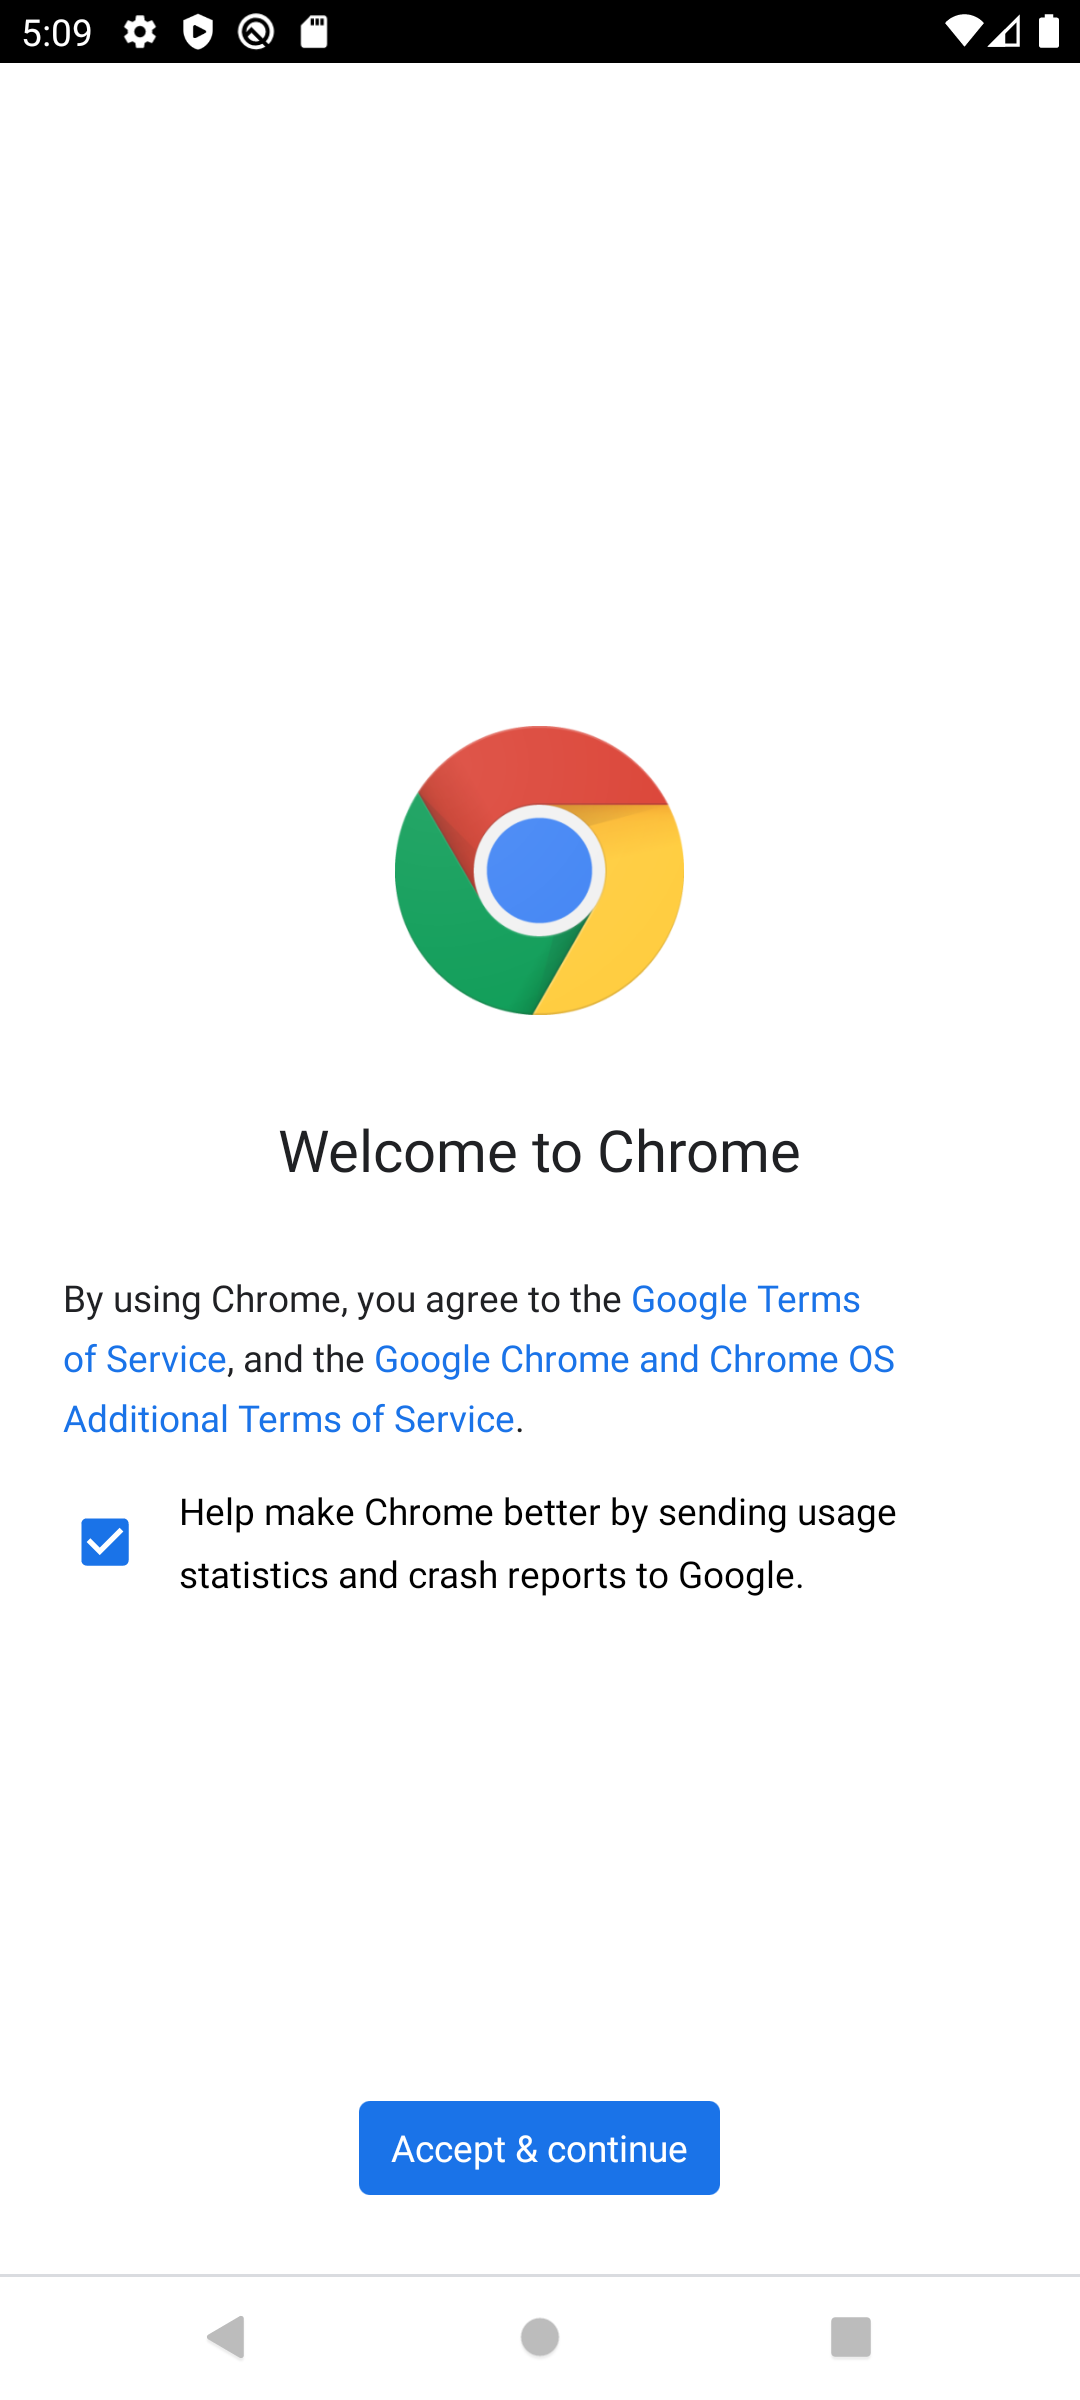 5:09
Welcome to Chrome
By using Chrome, you agree to the Google Terms
of Service, and the Google Chrome and Chrome OS
Additional Terms of Service.
Help make Chrome better by sending usage
statistics and crash reports to Google.
Accept & continue